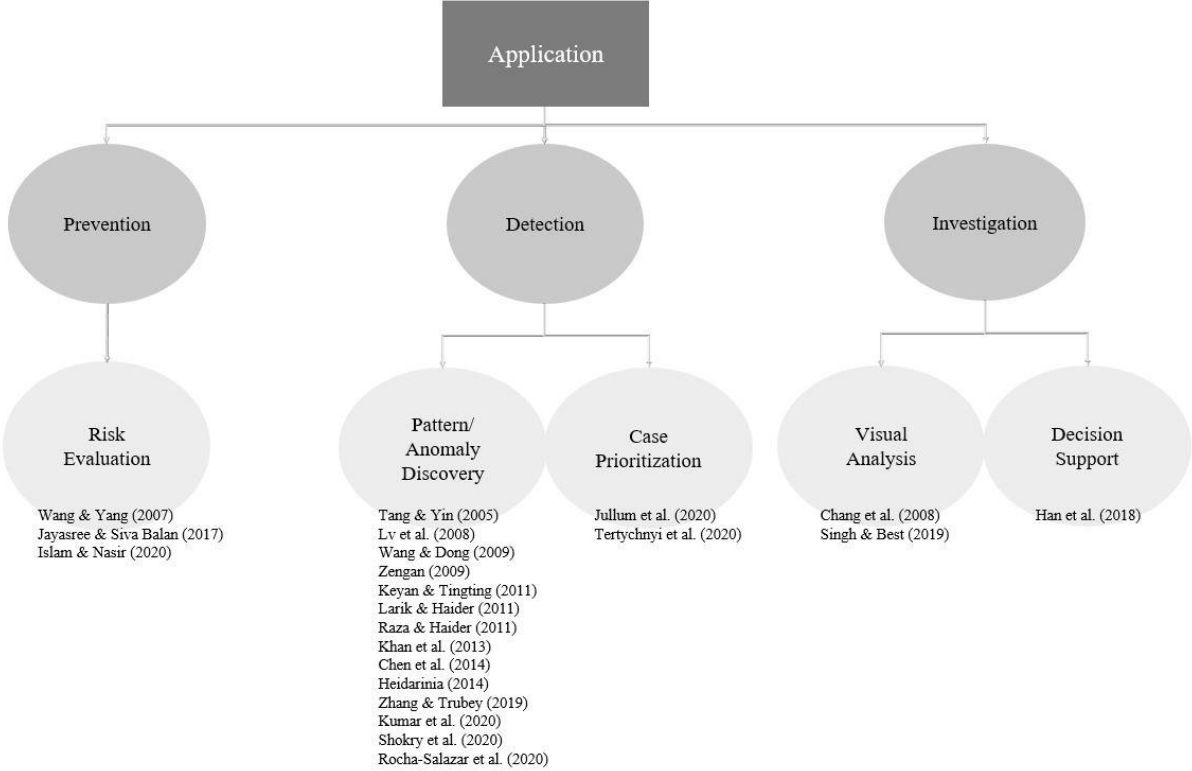 Application
Prevention
Detection
Investigation
Risk
Evaluation
Wang & Yang (2007)
Jayasree & Siva Balan (2017)
Islam & Nasir (2020)
Pattern/
Anomaly
Discovery
Tang & Yin (2005)
Lv et al. (2008)
Wang & Dong (2009)
Zengan (2009)
Keyan & Tingting (2011)
Larik & Haider (2011)
Raza & Haider (2011)
Khan et al. (2013)
Chen et al. (2014)
Heidarinia (2014)
Zhang & Trubey (2019)
Kumar et al. (2020)
Shokry et al. (2020)
Rocha-Salazar et al. (2020)
Case
Prioritization
Jullum et al. (2020)
Tertychnyi et al. (2020)
Visual
Analysis
Chang et al. (2008)
Singh & Best (2019)
Decision
Support
Han et al. (2018)